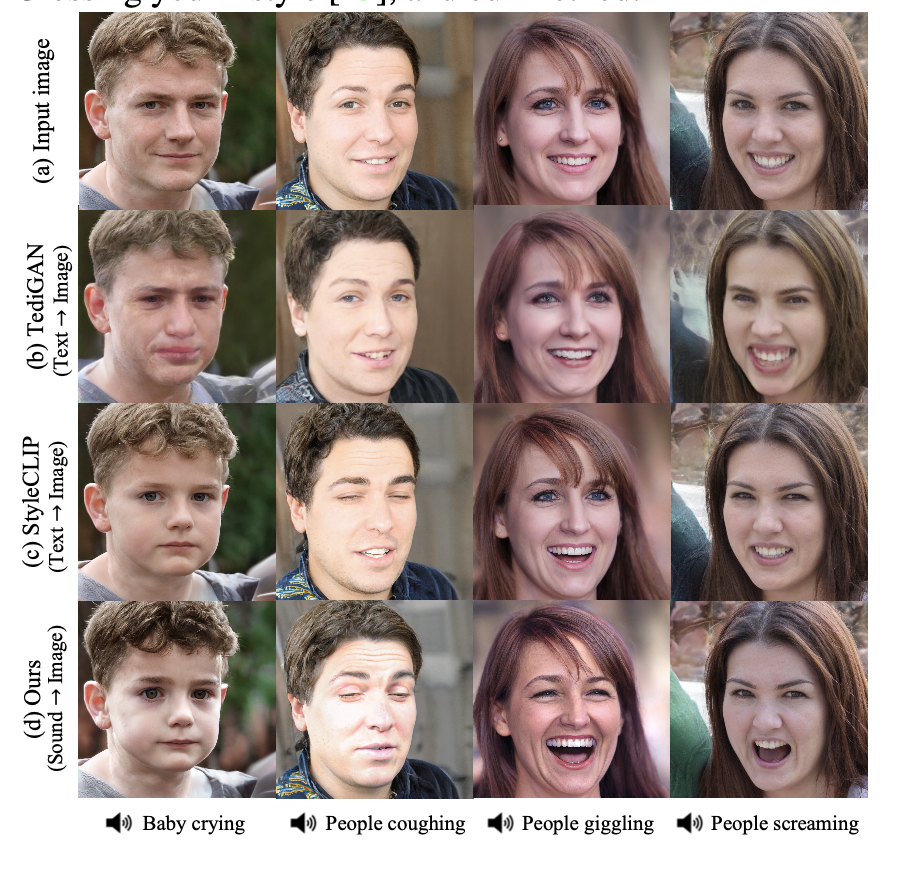 (a) Input image
(b) TediGAN
(Text → Image)
(c) StyleCLIP
(Text → Image)
(d) Ours
(Sound → Image)
Baby crying
People coughing
People giggling
People screaming